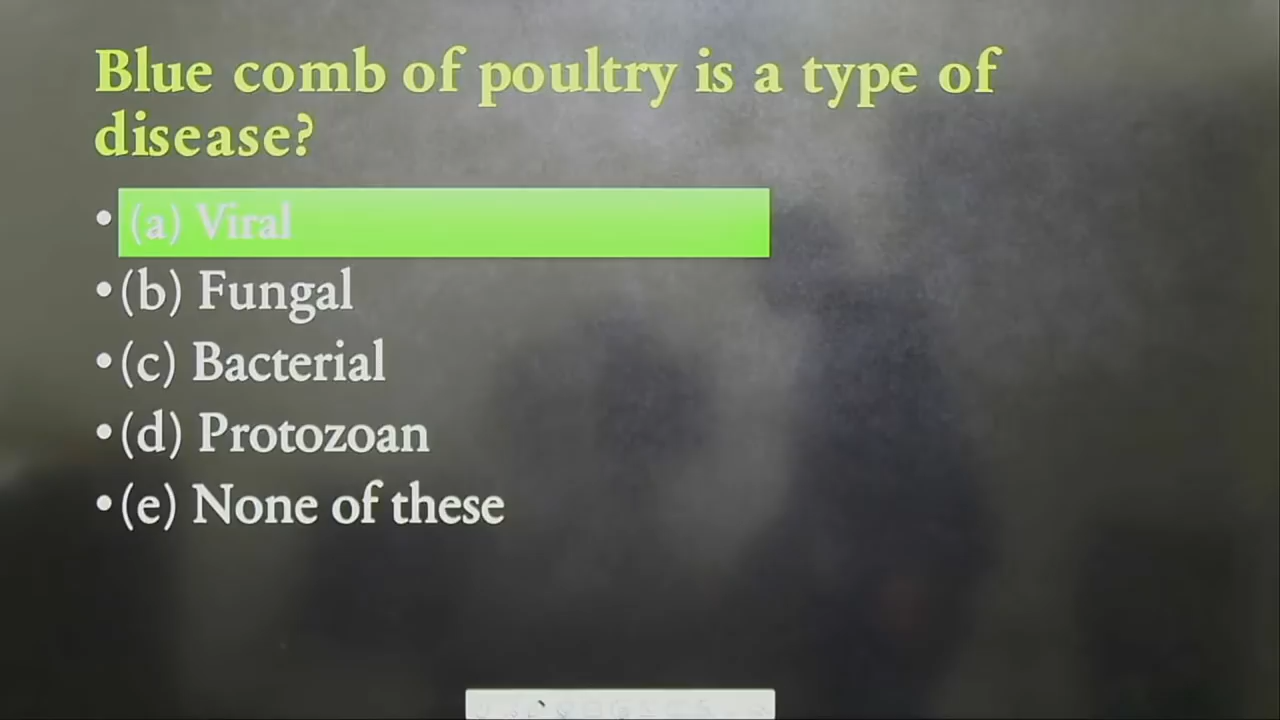 Blue comb of poultry is a type of
disease?
• (a) Viral
• (b) Fungal
• (c) Bacterial
• (d) Protozoan
• (e) None of these